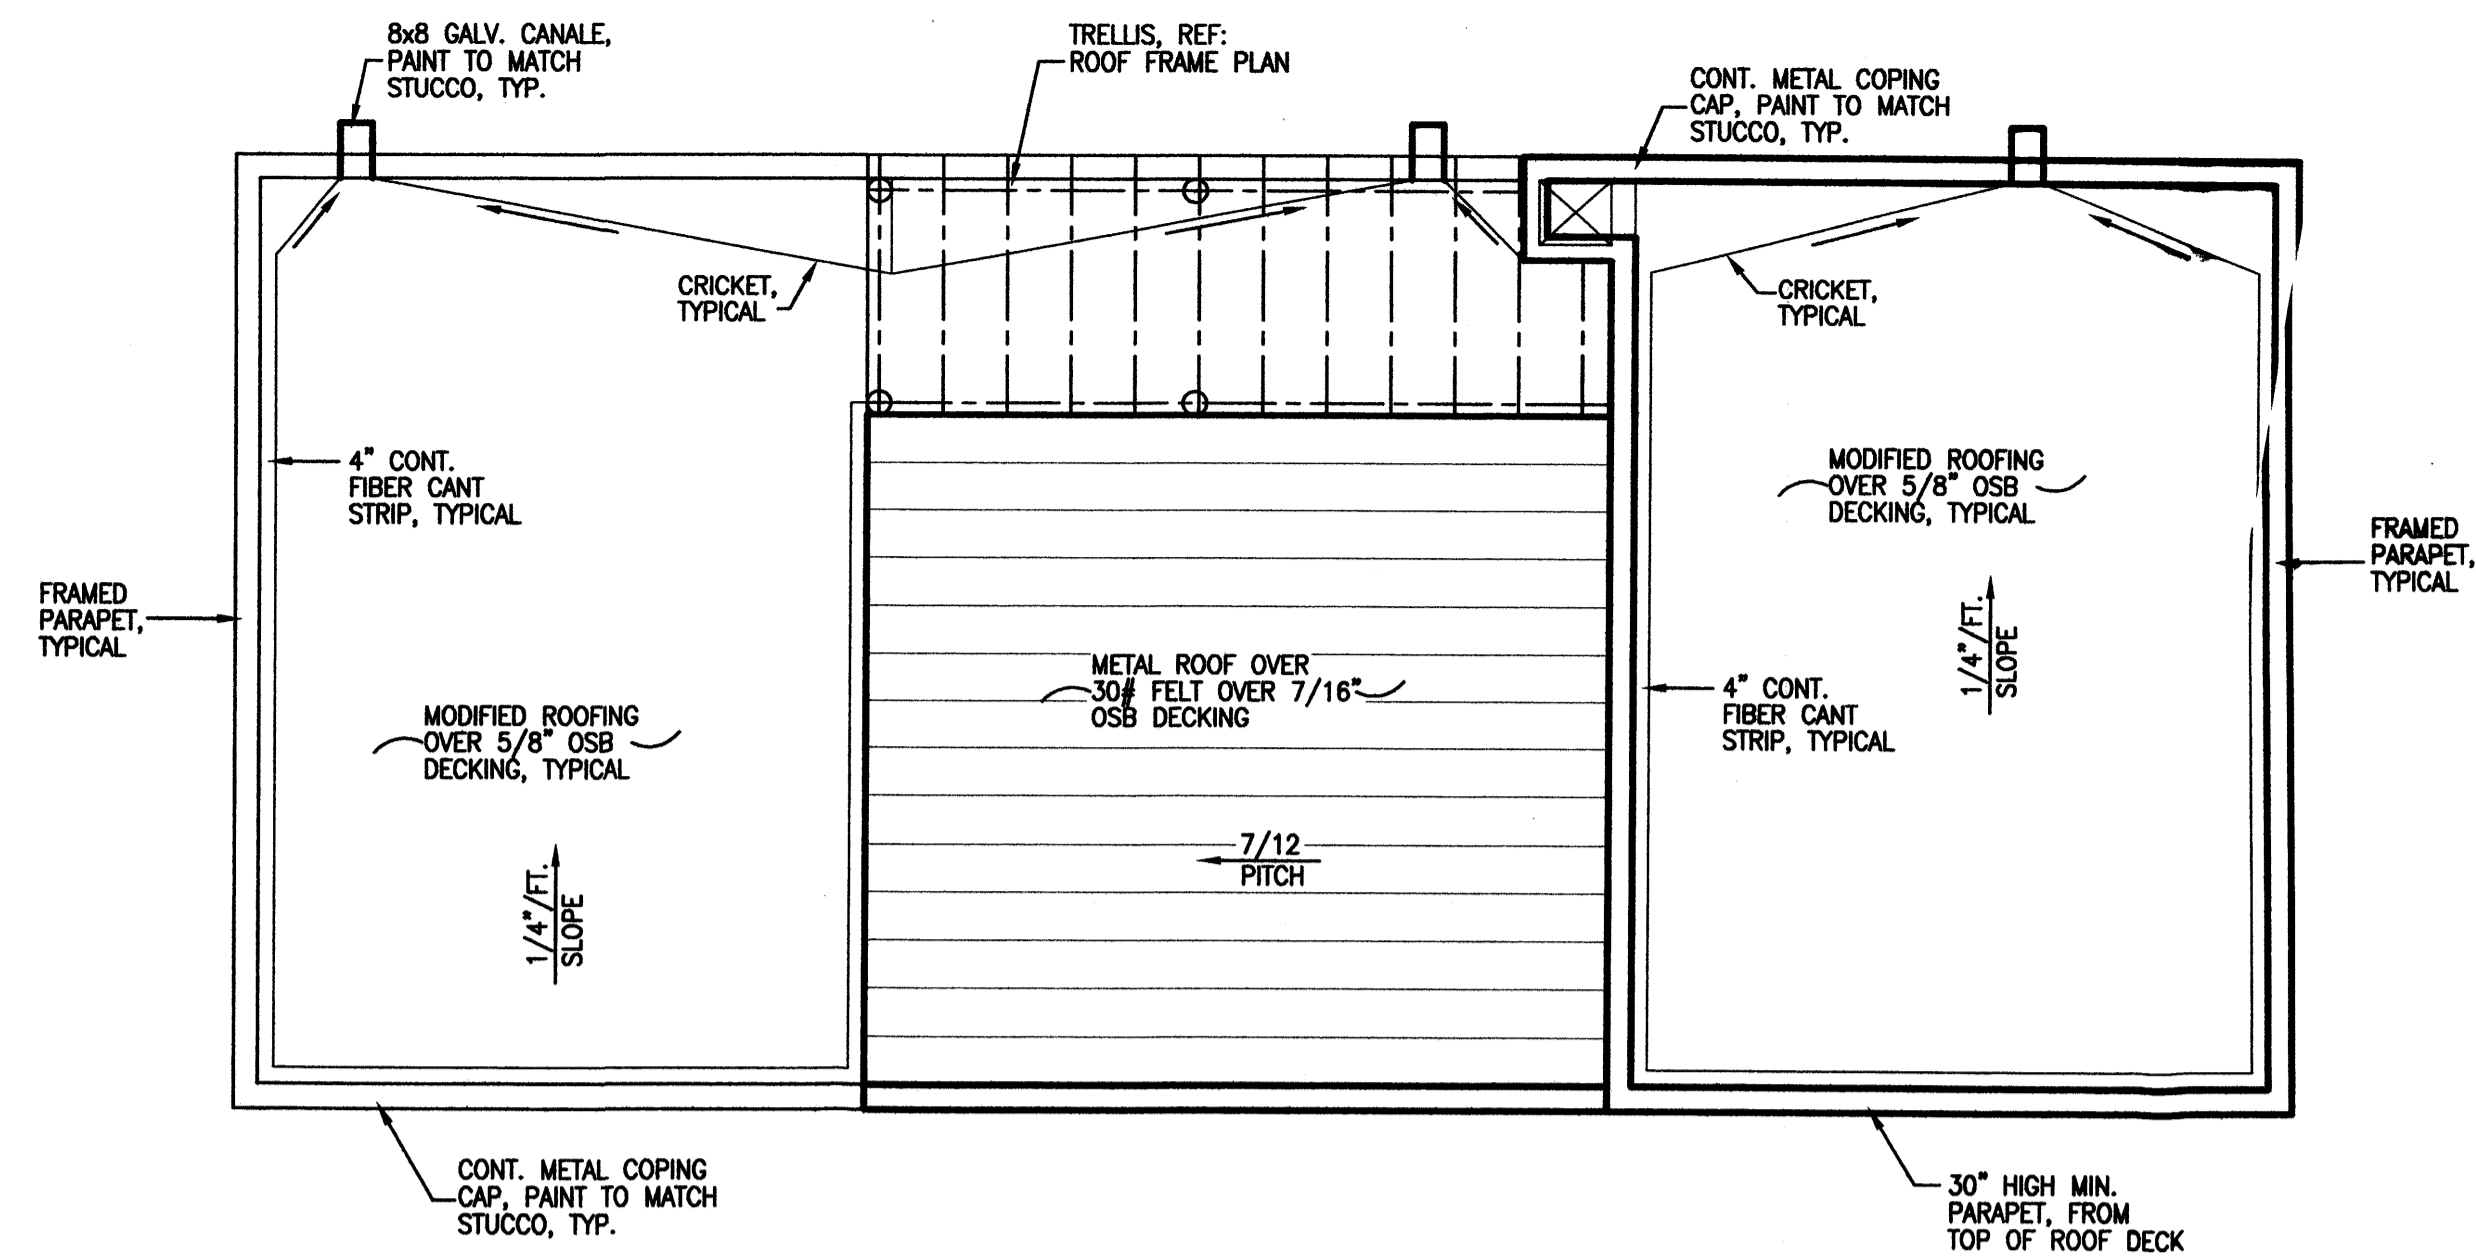 8x8 GALV. CANALE,
PAINT TO MATCH
STUCCO, TYP.
TRELLIS, REF:
ROOF FRAME PLAN
CONT. METAL COPING
CAP, PAINT TO MATCH
STUCCO, TYP.
CRICKET,
TYPICAL
CRICKET,
TYPICAL
4" CONT.
FIBER CANT
STRIP, TYPICAL
MODIFIED ROOFING
OVER 5/8" OSB
DECKING, TYPICAL
FRAMED
PARAPET,
TYPICAL
FRAMED
PARAPET,
TYPICAL
1/4"/FT.
SLOPE
METAL ROOF OVER
30# FELT OVER 7/16"
OSB DECKING
4" CONT.
FIBER CANT
STRIP, TYPICAL
MODIFIED ROOFING
OVER 5/8" OSB
DECKING, TYPICAL
7/12
PITCH
1/4"/FT.
SLOPE
CONT. METAL COPING
CAP, PAINT TO MATCH
STUCCO, TYP.
30" HIGH MIN.
PARAPET, FROM
TOP OF ROOF DECK